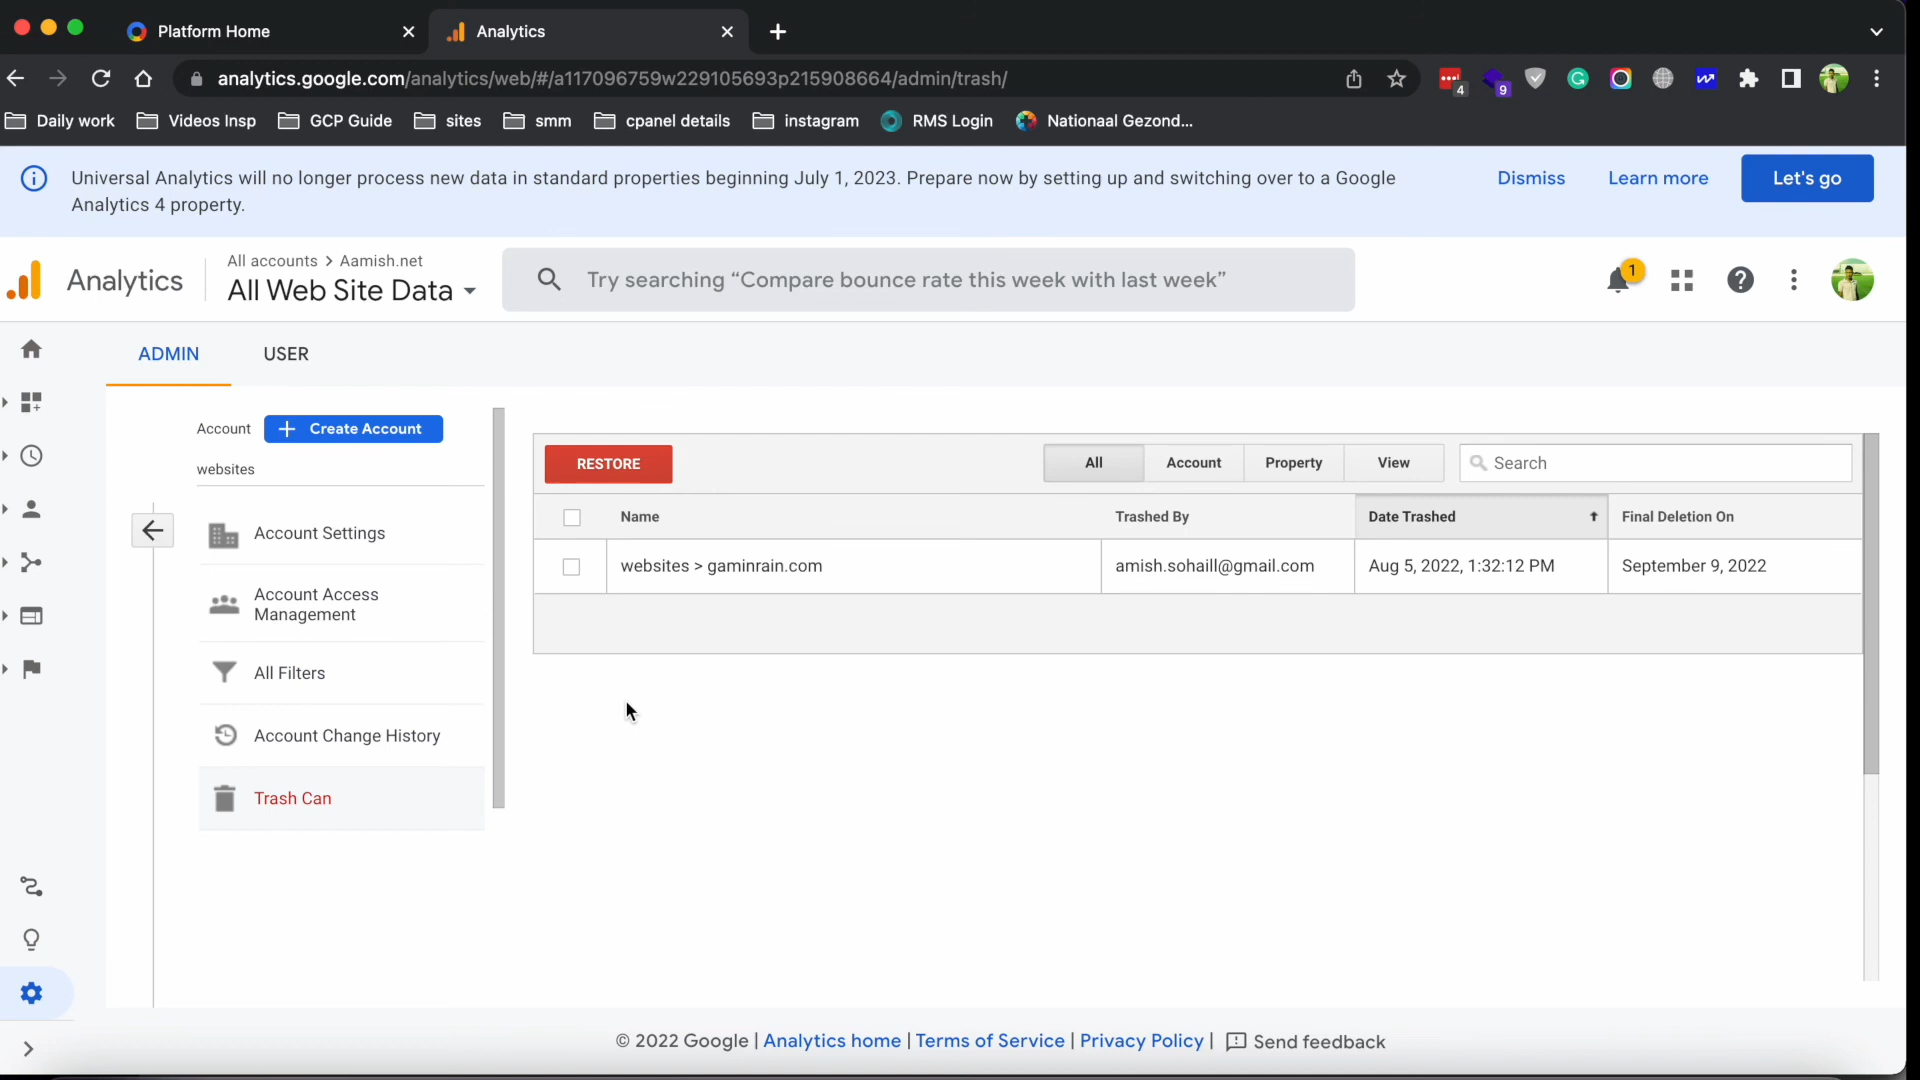 Platform Home
Analytics
analytics.google.com/analytics/web/#/a117096759w229105693p215908664/admin/trash/
4
9
Daily work
Videos Insp
GCP Guide
sites
smm
cpanel details
instagram
RMS Login
Nationaal Gezond...
Universal Analytics will no longer process new data in standard properties beginning July 1, 2023. Prepare now by setting up and switching over to a Google
Analytics 4 property.
Dismiss
Learn more
Let's go
Analytics
All accounts > Aamish.net
All Web Site Data
Try searching “Compare bounce rate this week with last week”
1
ADMIN
USER
Account
Create Account
websites
Account Settings
Account Access
Management
All Filters
Account Change History
Trash Can
RESTORE
All
Account
Property
View
Search
Name
Trashed By
Date Trashed
Final Deletion On
websites > gaminrain.com
amish.sohaill@gmail.com
Aug 5, 2022, 1:32:12 PM
September 9, 2022
© 2022 Google | Analytics home | Terms of Service | Privacy Policy | Send feedback